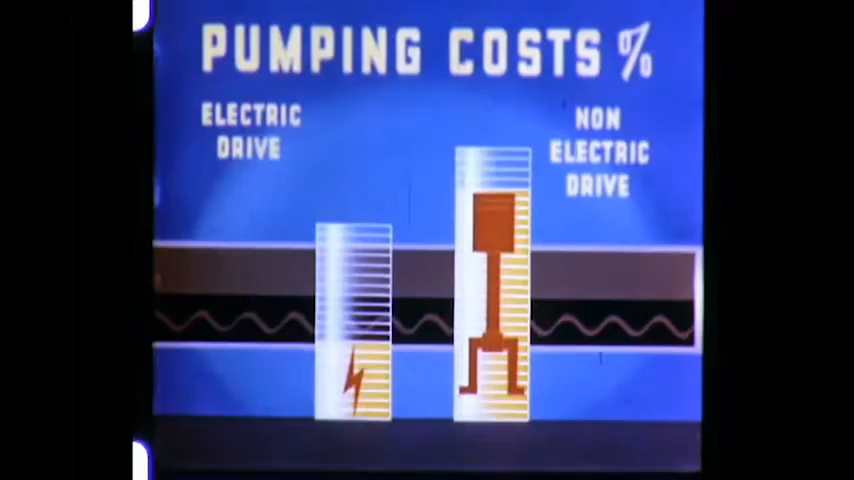 PUMPING COSTS %
ELECTRIC
DRIVE
NON
ELECTRIC
DRIVE